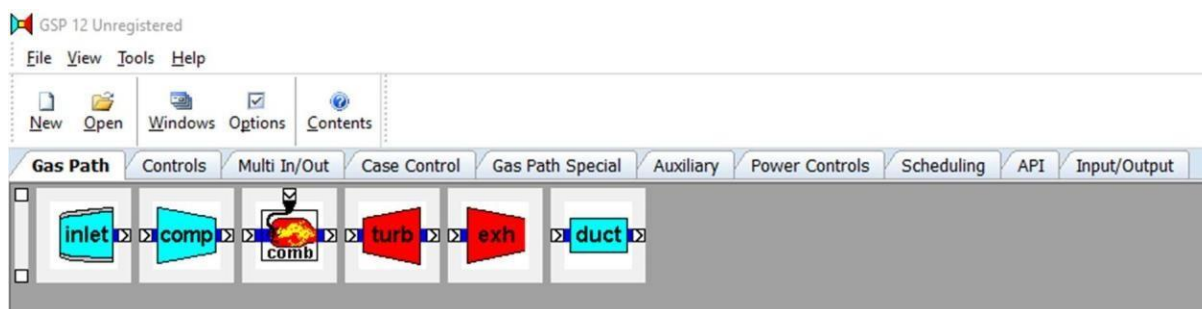 GSP 12 Unregistered
File View Tools Help
New Open Windows Options Contents
Gas Path Controls Multi In/Out Case Control Gas Path Special Auxiliary Power Controls Scheduling API Input/Output
inlet comp comb turb exh duct